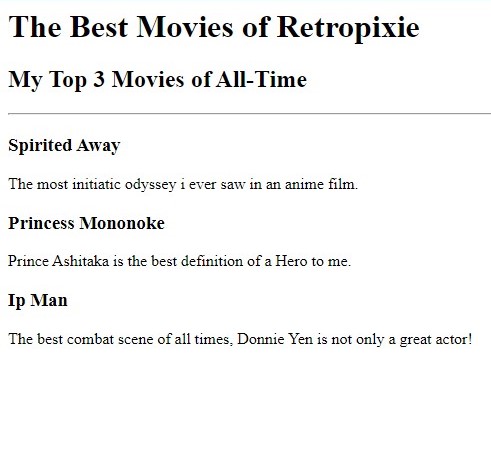 The Best Movies of Retropixie
My Top 3 Movies of All-Time
Spirited Away
The most initiatic odyssey i ever saw in an anime film.
Princess Mononoke
Prince Ashitaka is the best definition of a Hero to me.
Ip Man
The best combat scene of all times, Donnie Yen is not only a great actor!